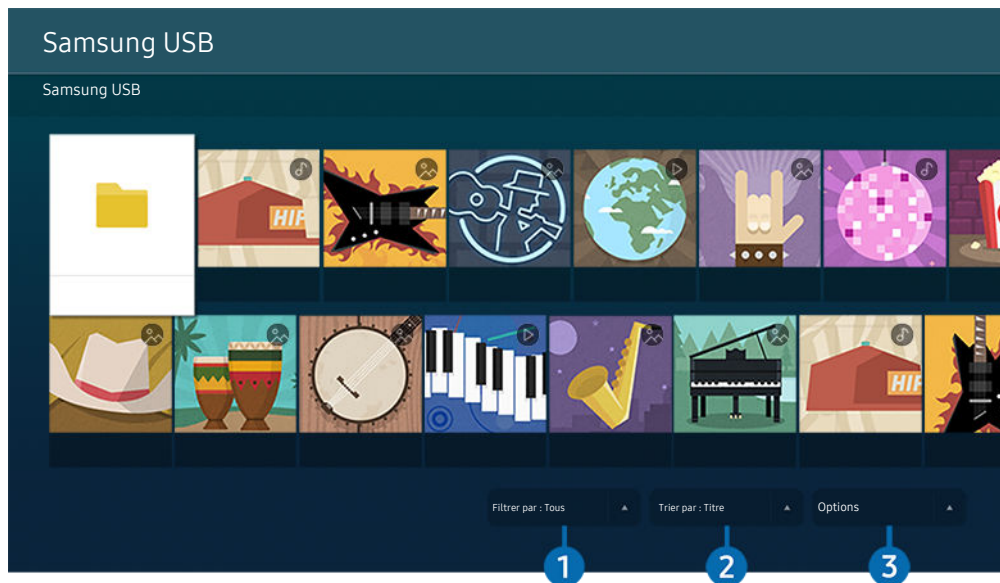 Samsung USB
Samsung USB
HIP
HIP
Filtrer par : Tous
Trier par : Titre
Options
1
2
3